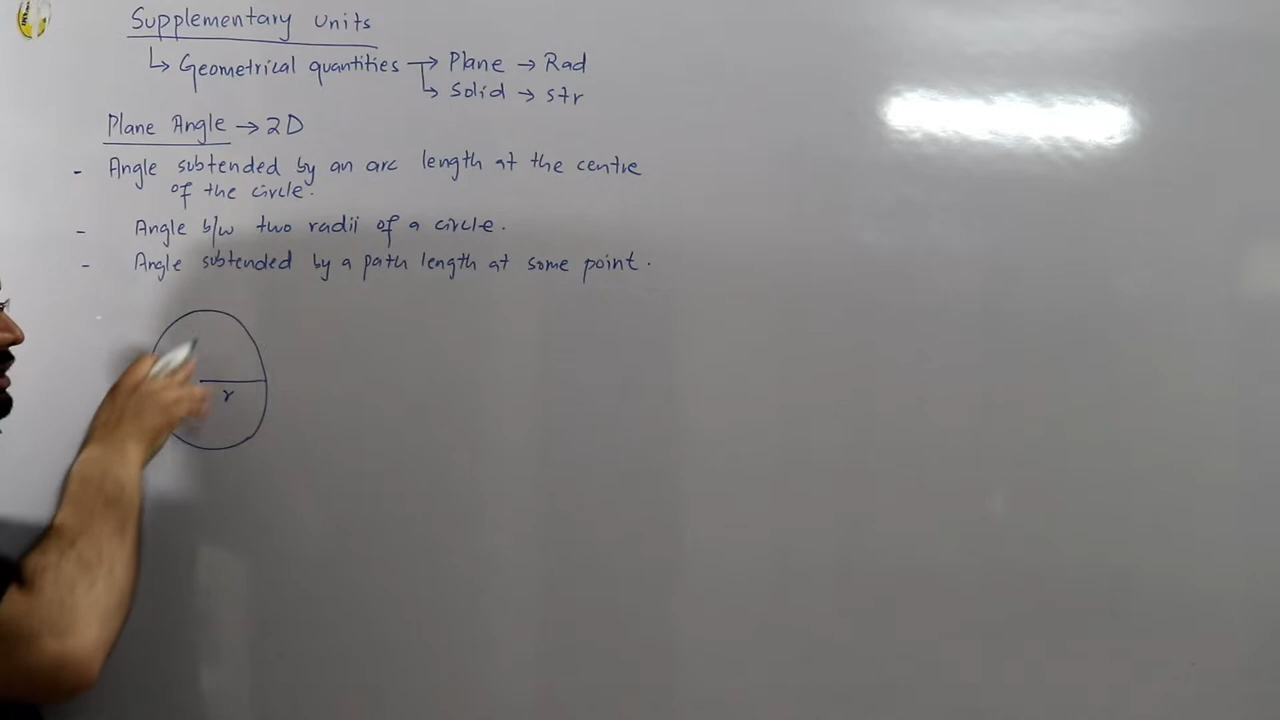 Supplementary units
↳ Geometrical quantities → Plane → Rad
↳ Solid → str
Plane Angle → 2D
- Angle subtended by an arc length at the centre
of the circle.
- Angle b/w two radii of a circle.
- Angle subtended by a path length at some point.
r